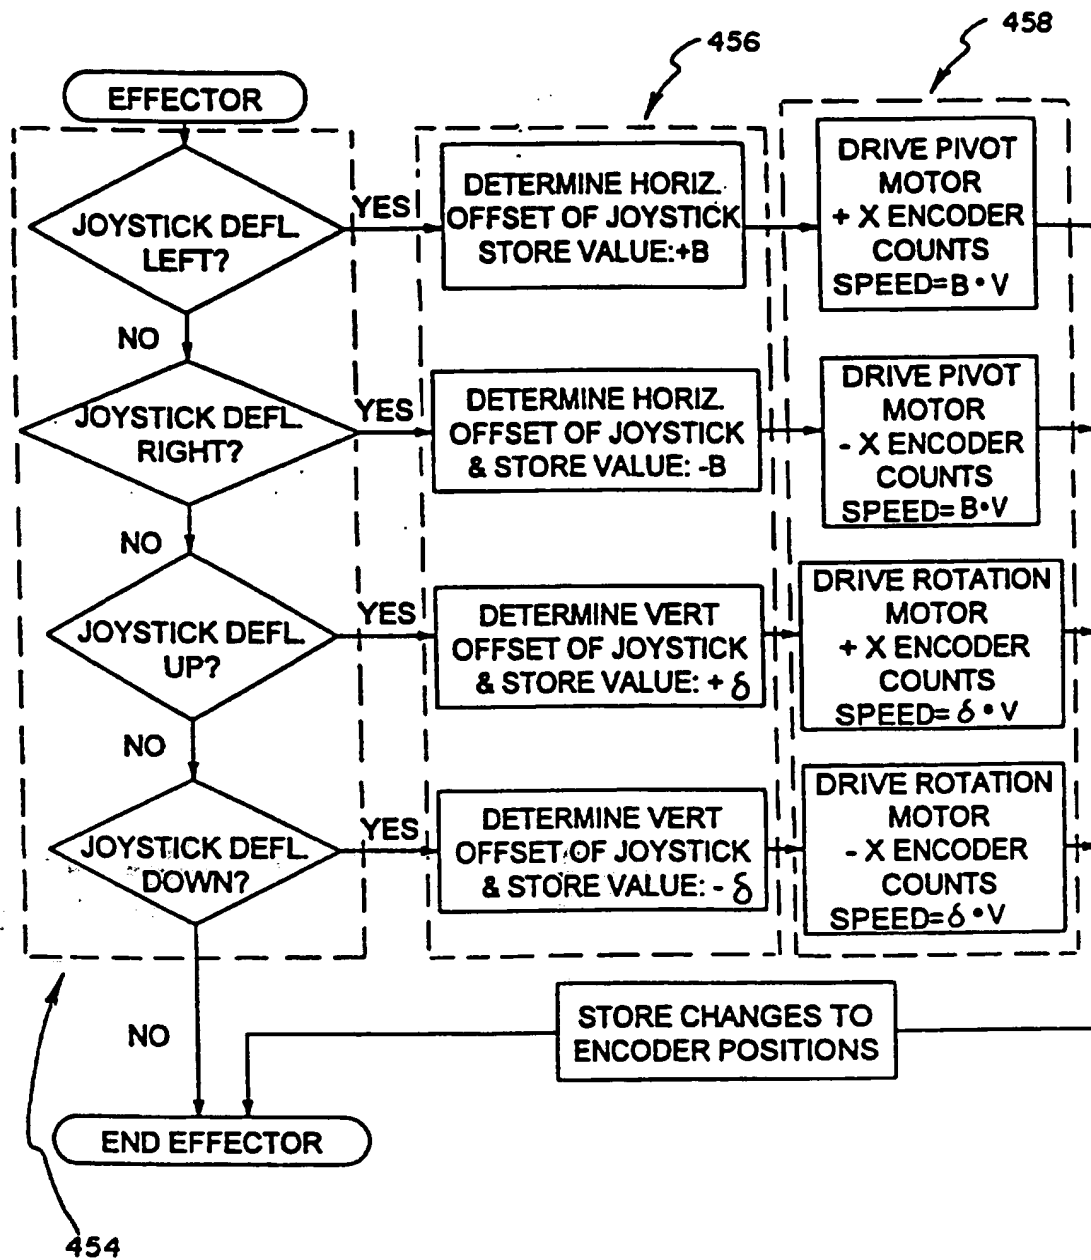 456
458
EFFECTOR
JOYSTICK DEFL.
LEFT?
YES
DETERMINE HORIZ.
OFFSET OF JOYSTICK
STORE VALUE:+B
DRIVE PIVOT
MOTOR
+ X ENCODER
COUNTS
SPEED=B•V
NO
JOYSTICK DEFL.
RIGHT?
YES
DETERMINE HORIZ.
OFFSET OF JOYSTICK
& STORE VALUE: -B
DRIVE PIVOT
MOTOR
- X ENCODER
COUNTS
SPEED=B•V
NO
JOYSTICK DEFL.
UP?
YES
DETERMINE VERT
OFFSET OF JOYSTICK
& STORE VALUE: + δ
DRIVE ROTATION
MOTOR
+ X ENCODER
COUNTS
SPEED= δ•V
NO
JOYSTICK DEFL.
DOWN?
YES
DETERMINE VERT
OFFSET OF JOYSTICK
& STORE VALUE: - δ
DRIVE ROTATION
MOTOR
- X ENCODER
COUNTS
SPEED=δ•V
NO
STORE CHANGES TO
ENCODER POSITIONS
END EFFECTOR
454